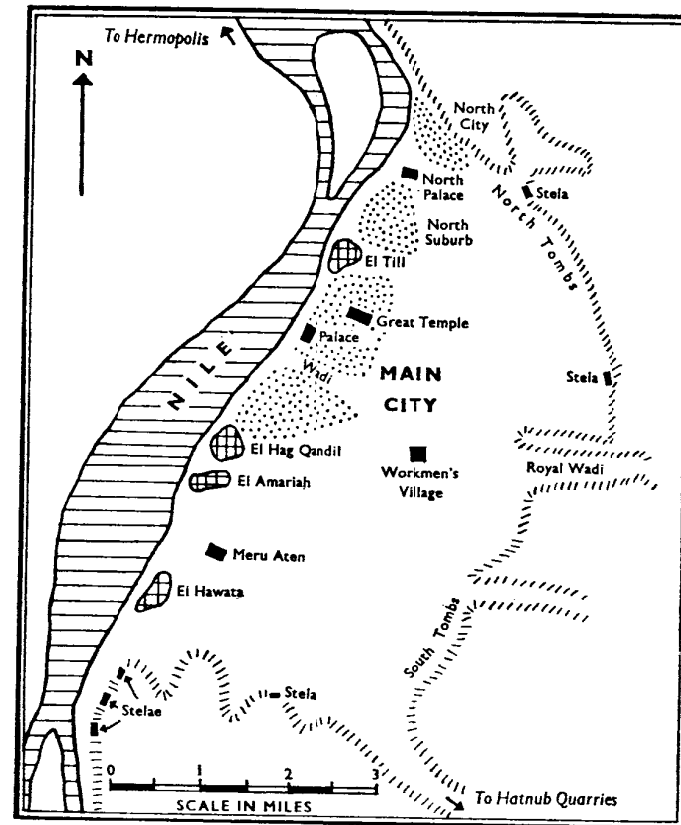 To Hermopolis
N
North
City
North
Palace
Stela
North Tombs
North
Suburb
El Till
Great Temple
Palace
NILE
Wadi
MAIN
CITY
Stela
El Hag Qandil
Workmen's
Village
Royal Wadi
El Amariah
Meru Aten
El Hawata
South Tombs
Stela
Stelae
0 1 2 3
SCALE IN MILES
To Hatnub Quarries